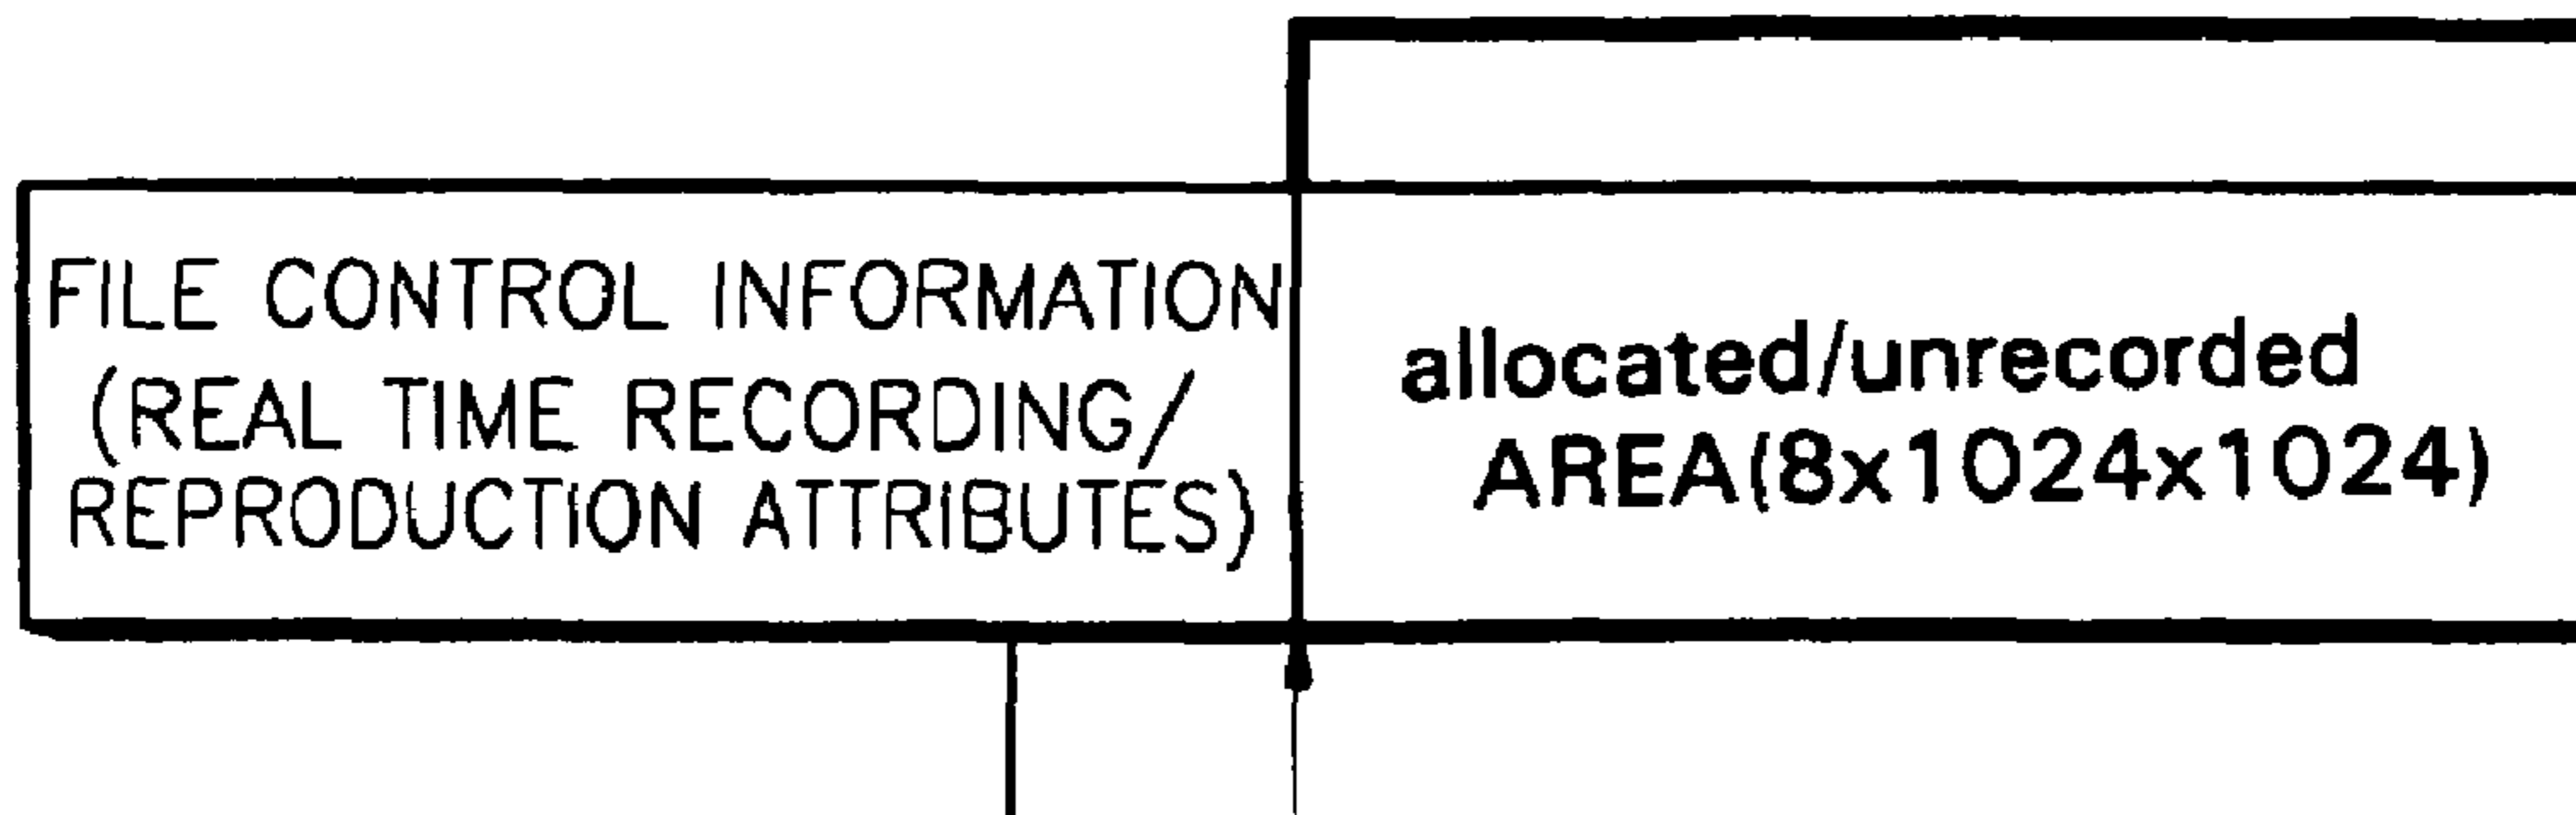 FILE CONTROL INFORMATION
(REAL TIME RECORDING/
REPRODUCTION ATTRIBUTES)
allocated/unrecorded
AREA(8x1024x1024)